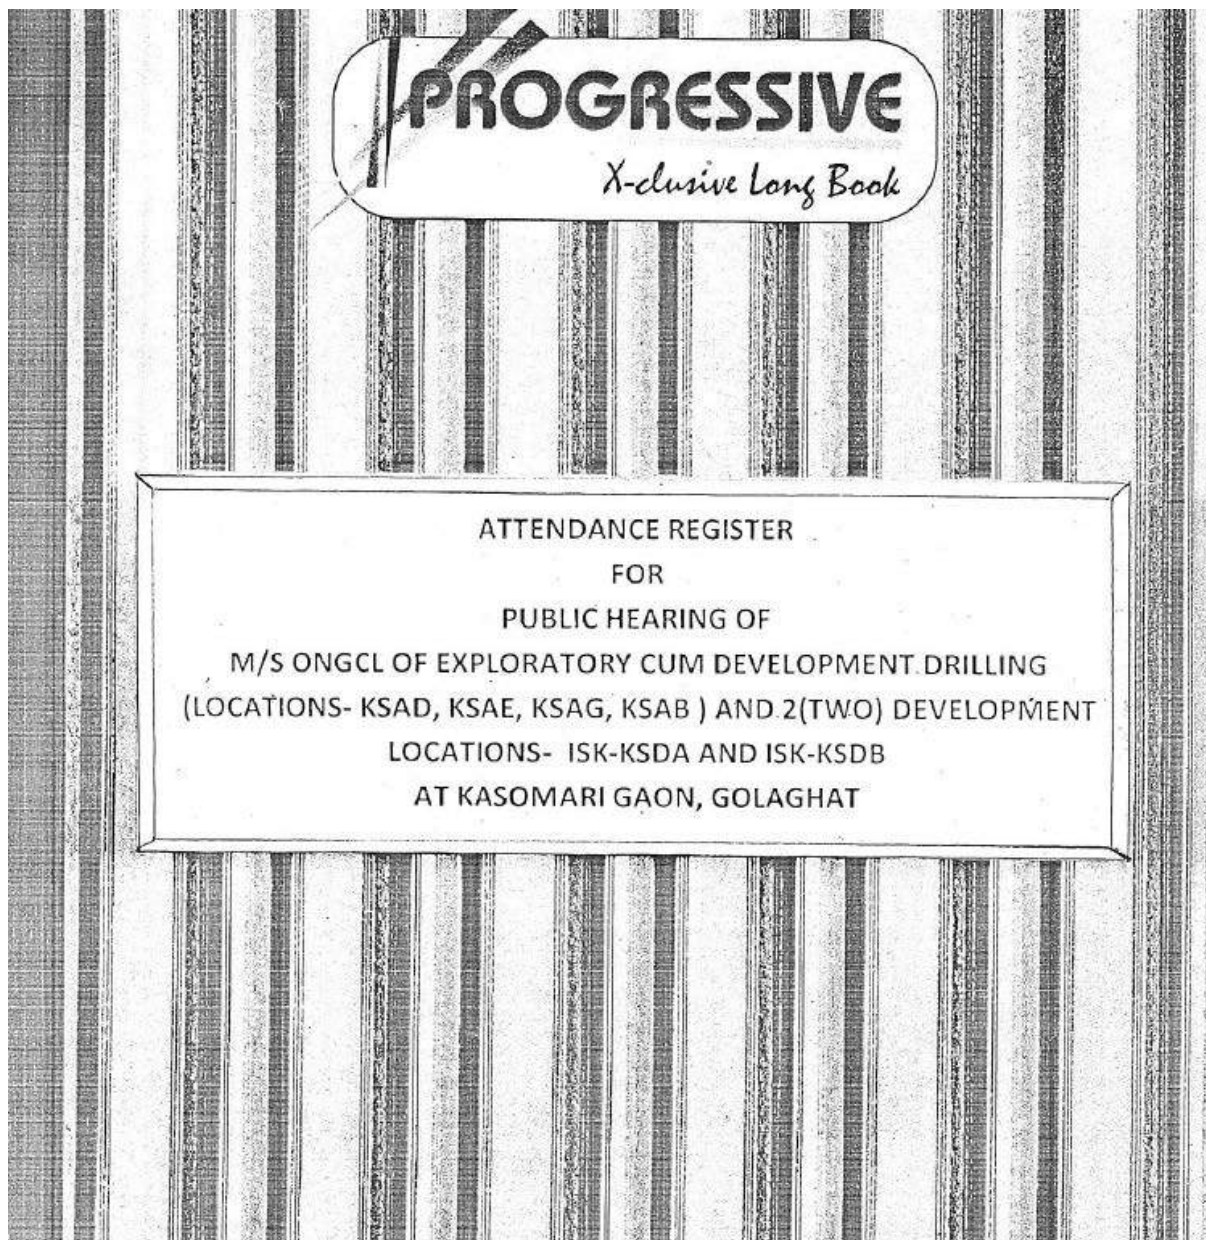 PROGRESSIVE
X-clusive Long Book
ATTENDANCE REGISTER
FOR
PUBLIC HEARING OF
M/S ONGCL OF EXPLORATORY CUM DEVELOPMENT DRILLING
(LOCATIONS- KSAD, KSAE, KSAG, KSAB ) AND 2(TWO) DEVELOPMENT
LOCATIONS- ISK-KSDA AND ISK-KSDB
AT KASOMARI GAON, GOLAGHAT